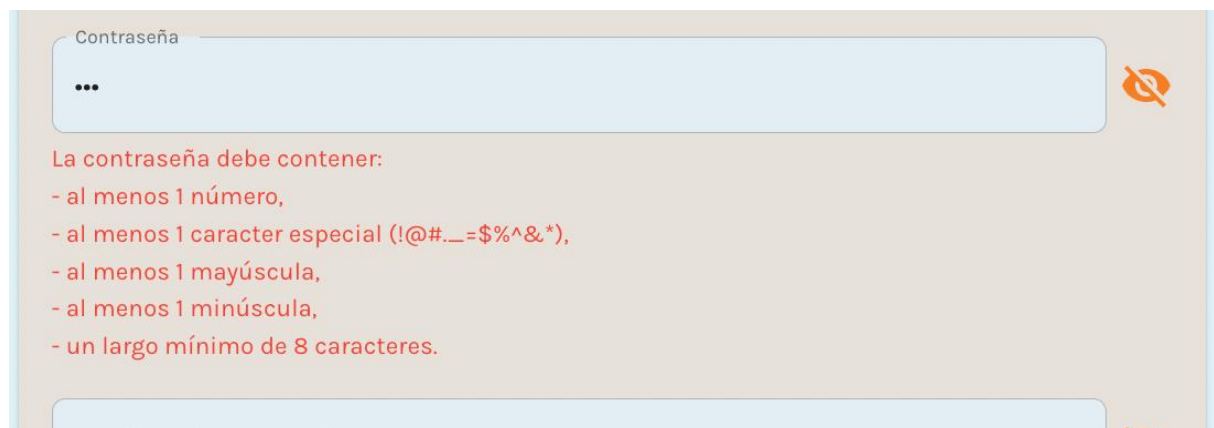 Contraseña
•••
La contraseña debe contener:
- al menos 1 número,
- al menos 1 caracter especial (!@#._=$%^&*),
- al menos 1 mayúscula,
- al menos 1 minúscula,
- un largo mínimo de 8 caracteres.